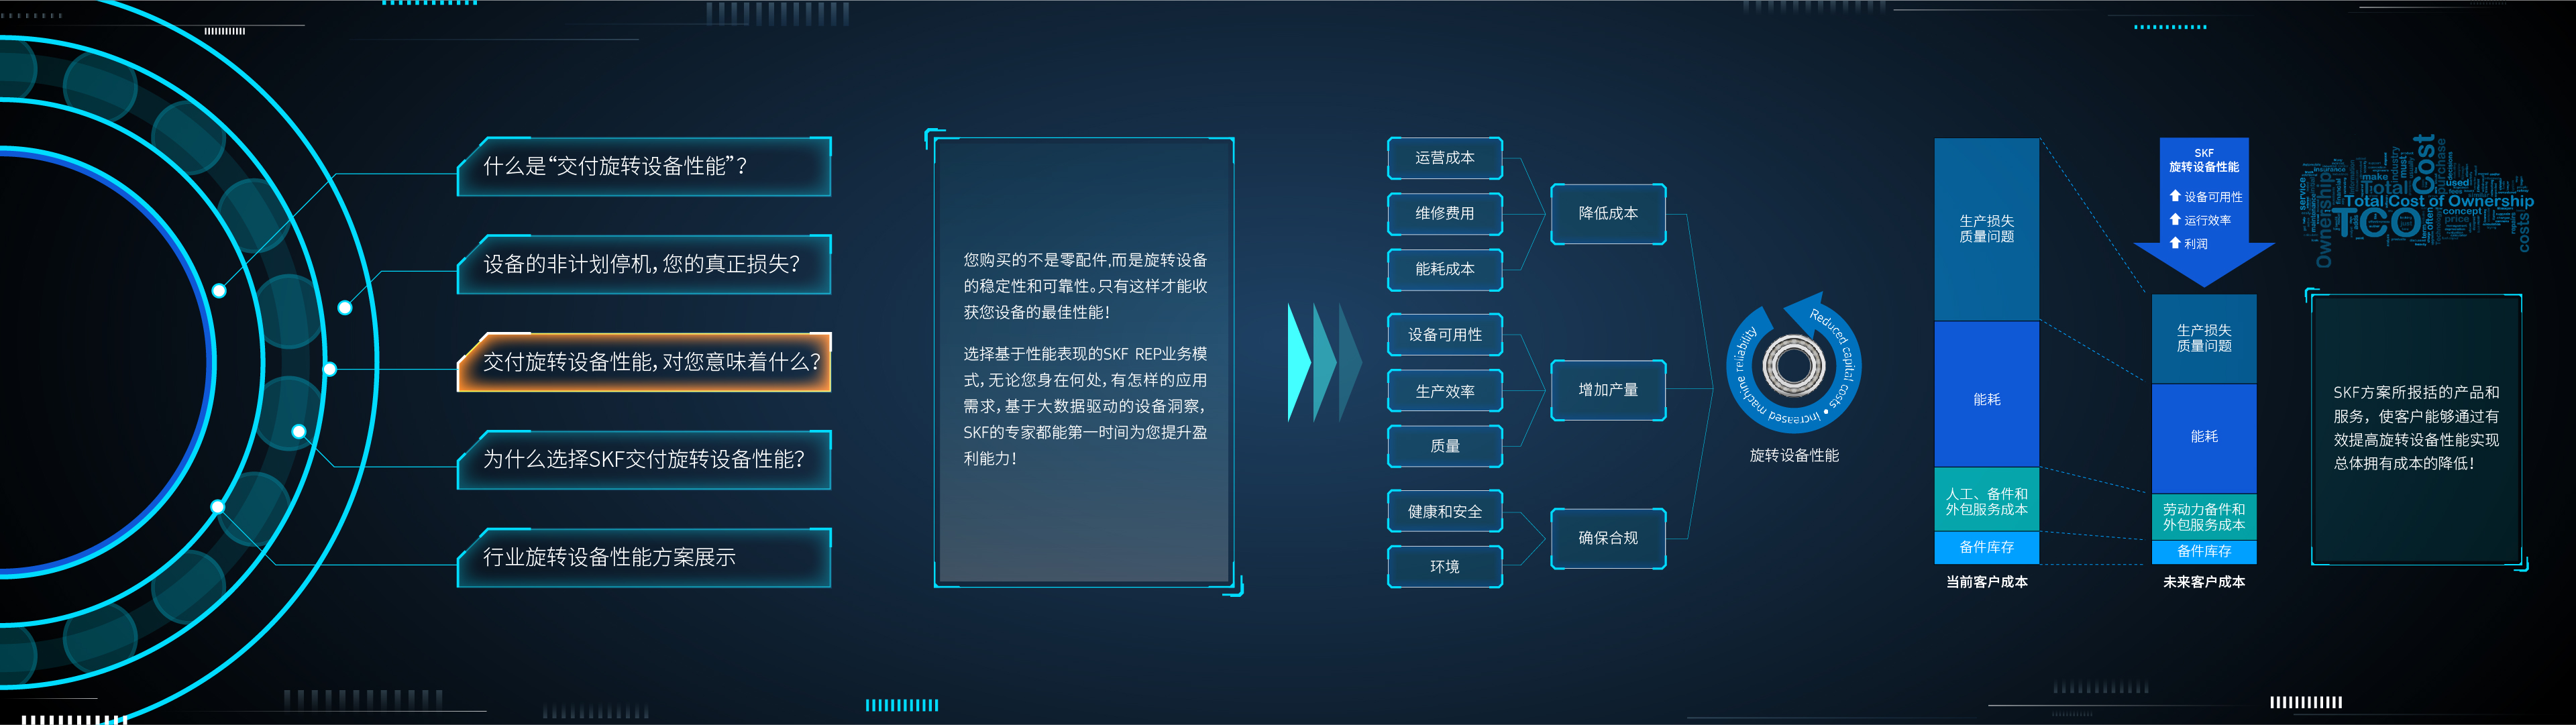 什么是“交付旋转设备性能”？
设备的非计划停机，您的真正损失？
交付旋转设备性能，对您意味着什么？
为什么选择SKF交付旋转设备性能？
行业旋转设备性能方案展示
您购买的不是零配件,而是旋转设备
的稳定性和可靠性。只有这样才能收
获您设备的最佳性能！
选择基于性能表现的SKF REP业务模
式，无论您身在何处，有怎样的应用
需求，基于大数据驱动的设备洞察，
SKF的专家都能第一时间为您提升盈
利能力！
运营成本
维修费用
能耗成本
降低成本
设备可用性
生产效率
质量
增加产量
健康和安全
环境
确保合规
Reduced capital costs • Increased machine reliability
旋转设备性能
生产损失
质量问题
能耗
人工、备件和
外包服务成本
备件库存
当前客户成本
SKF
旋转设备性能
设备可用性
运行效率
利润
生产损失
质量问题
能耗
劳动力备件和
外包服务成本
备件库存
未来客户成本
service
insurance
make
Total
must
industry
Cost
purchase
used
Ownership
Total Cost of Ownership
TCO
often
concept
price
costs
SKF方案所报括的产品和
服务，使客户能够通过有
效提高旋转设备性能实现
总体拥有成本的降低！